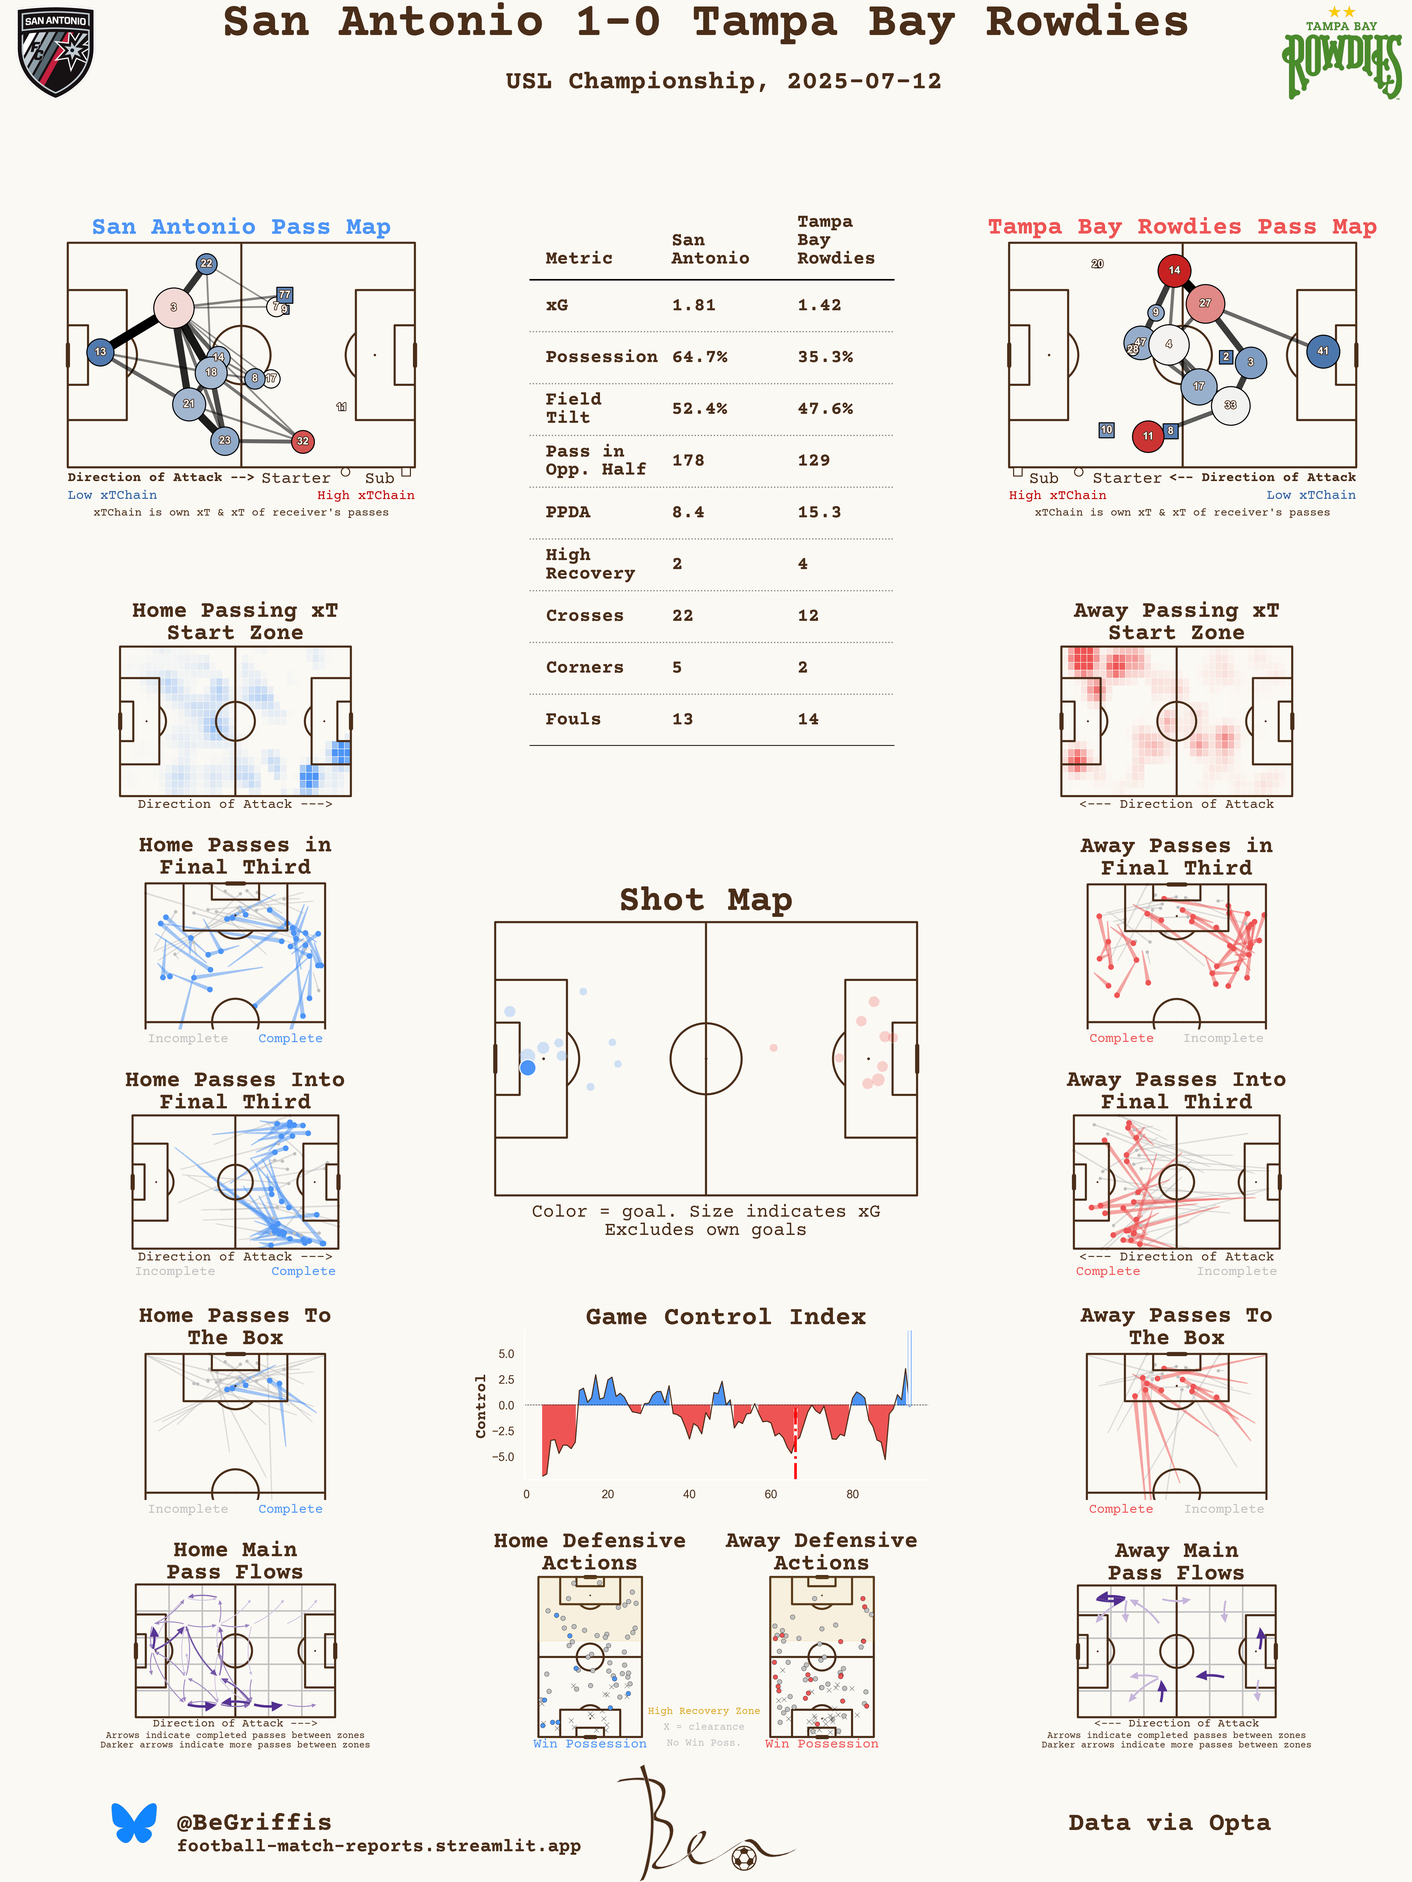 San Antonio 1-0 Tampa Bay Rowdies
USL Championship, 2025-07-12
SAN ANTONIO
FC
TAMPA BAY
ROWDIES
San Antonio Pass Map
22
77
7
9
3
13
14
18
8
17
21
11
23
32
Direction of Attack --> Starter Sub
Low xTChain High xTChain
xTChain is own xT & xT of receiver's passes
Metric San Antonio Tampa Bay Rowdies
xG 1.81 1.42
Possession 64.7% 35.3%
Field Tilt 52.4% 47.6%
Pass in Opp. Half 178 129
PPDA 8.4 15.3
High Recovery 2 4
Crosses 22 12
Corners 5 2
Fouls 13 14
Tampa Bay Rowdies Pass Map
20
14
27
9
47
28
4
2
3
41
17
33
10
11
8
Sub Starter <-- Direction of Attack
High xTChain Low xTChain
xTChain is own xT & xT of receiver's passes
Home Passing xT
Start Zone
Direction of Attack --->
Away Passing xT
Start Zone
<--- Direction of Attack
Home Passes in
Final Third
Incomplete Complete
Away Passes in
Final Third
Complete Incomplete
Shot Map
Color = goal. Size indicates xG
Excludes own goals
Home Passes Into
Final Third
Direction of Attack --->
Incomplete Complete
Away Passes Into
Final Third
<--- Direction of Attack
Complete Incomplete
Home Passes To
The Box
Incomplete Complete
Game Control Index
Control
5.0
2.5
0.0
−2.5
−5.0
0 20 40 60 80
Away Passes To
The Box
Complete Incomplete
Home Main
Pass Flows
Direction of Attack --->
Arrows indicate completed passes between zones
Darker arrows indicate more passes between zones
Home Defensive
Actions
Win Possession
High Recovery Zone
X = clearance
No Win Poss.
Away Defensive
Actions
Win Possession
Away Main
Pass Flows
<--- Direction of Attack
Arrows indicate completed passes between zones
Darker arrows indicate more passes between zones
@BeGriffis
football-match-reports.streamlit.app
Ben
Data via Opta